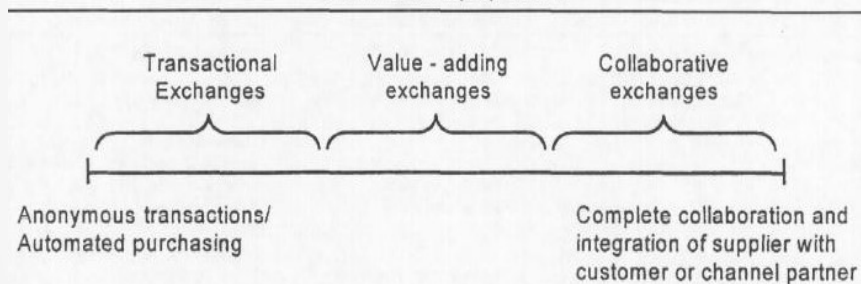 Transactional
Exchanges
Value - adding
exchanges
Collaborative
exchanges
Anonymous transactions/
Automated purchasing
Complete collaboration and
integration of supplier with
customer or channel partner